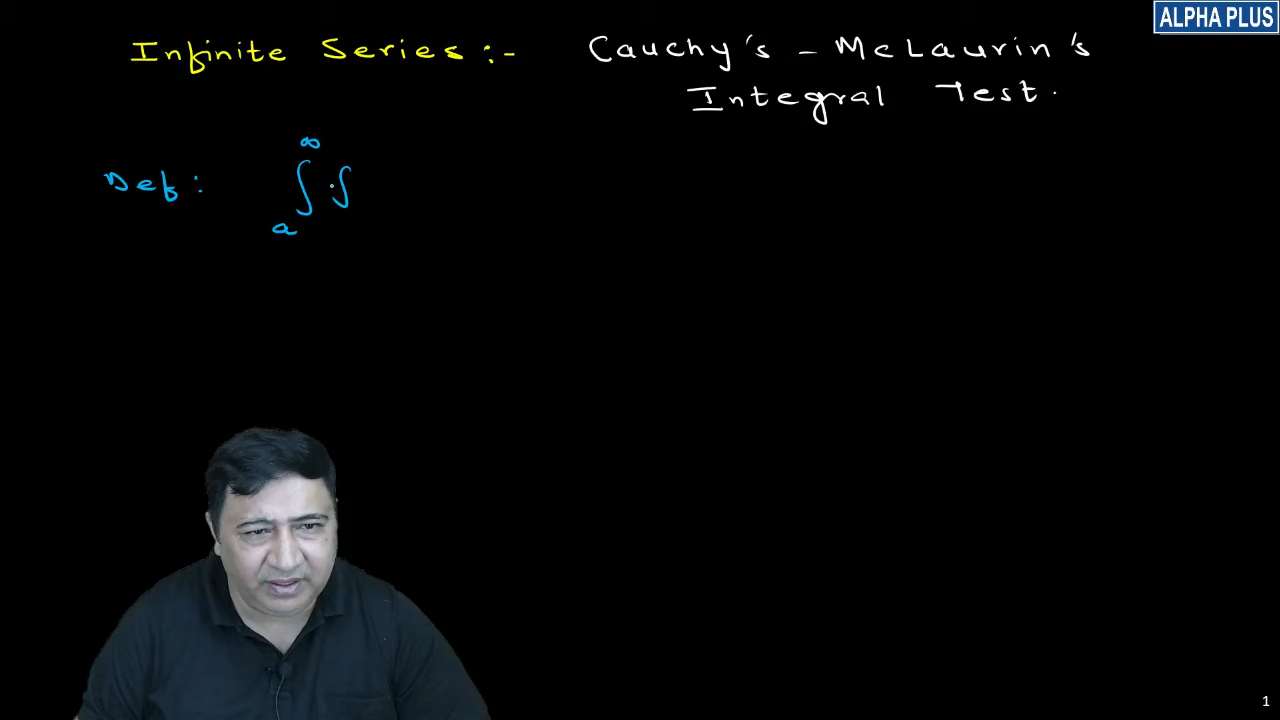 ALPHA PLUS
Infinite Series :- Cauchy's - McLaurin's
Integral Test.
Def : ∫
∞
a
1